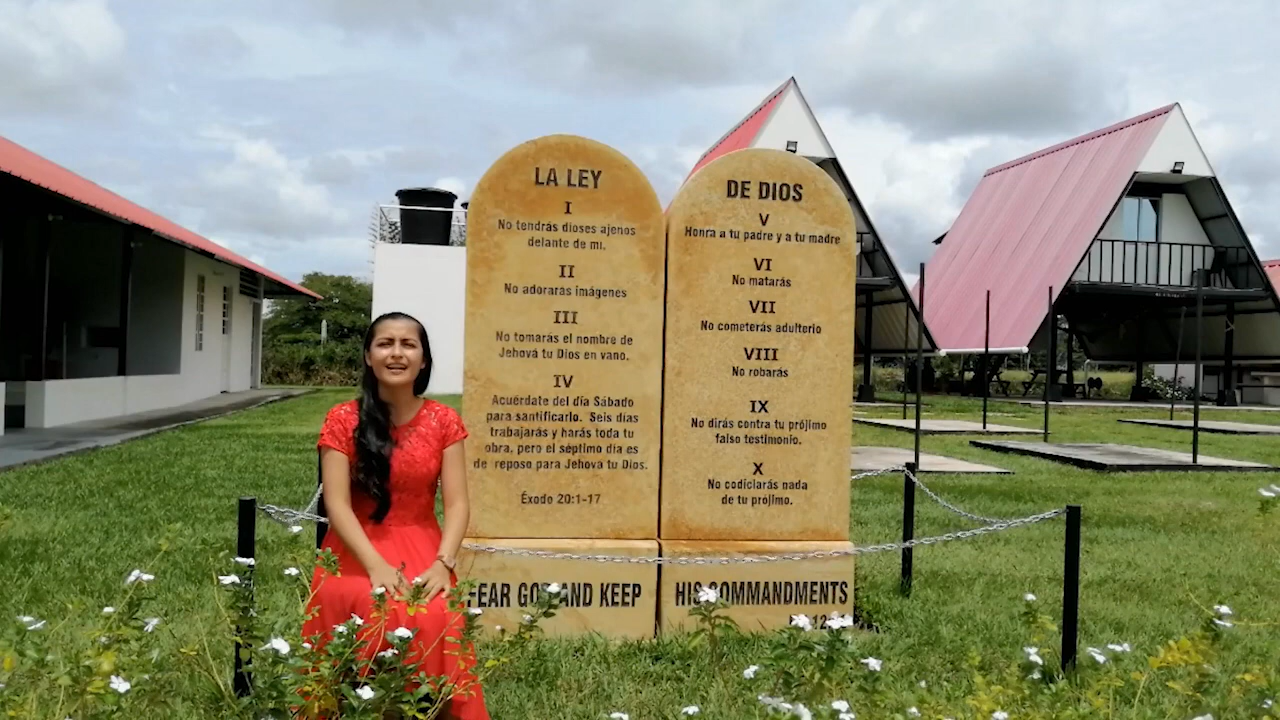 LA LEY
I
No tendrás dioses ajenos
delante de mi.
II
No adoraras imágenes
III
No tomarás el nombre de
Jehová tu Dios en vano.
IV
Acuérdate del día Sábado
para santificarlo. Seis días
trabajarás y harás toda tu
obra, pero el séptimo día es
de reposo para Jehová tu Dios.
Éxodo 20:1-17
DE DIOS
V
Honra a tu padre y a tu madre
VI
No matarás
VII
No cometerás adulterio
VIII
No robarás
IX
No dirás contra tu prójimo
falso testimonio.
X
No codiciarás nada
de tu prójimo.
FEAR GOD AND KEEP
HIS COMMANDMENTS